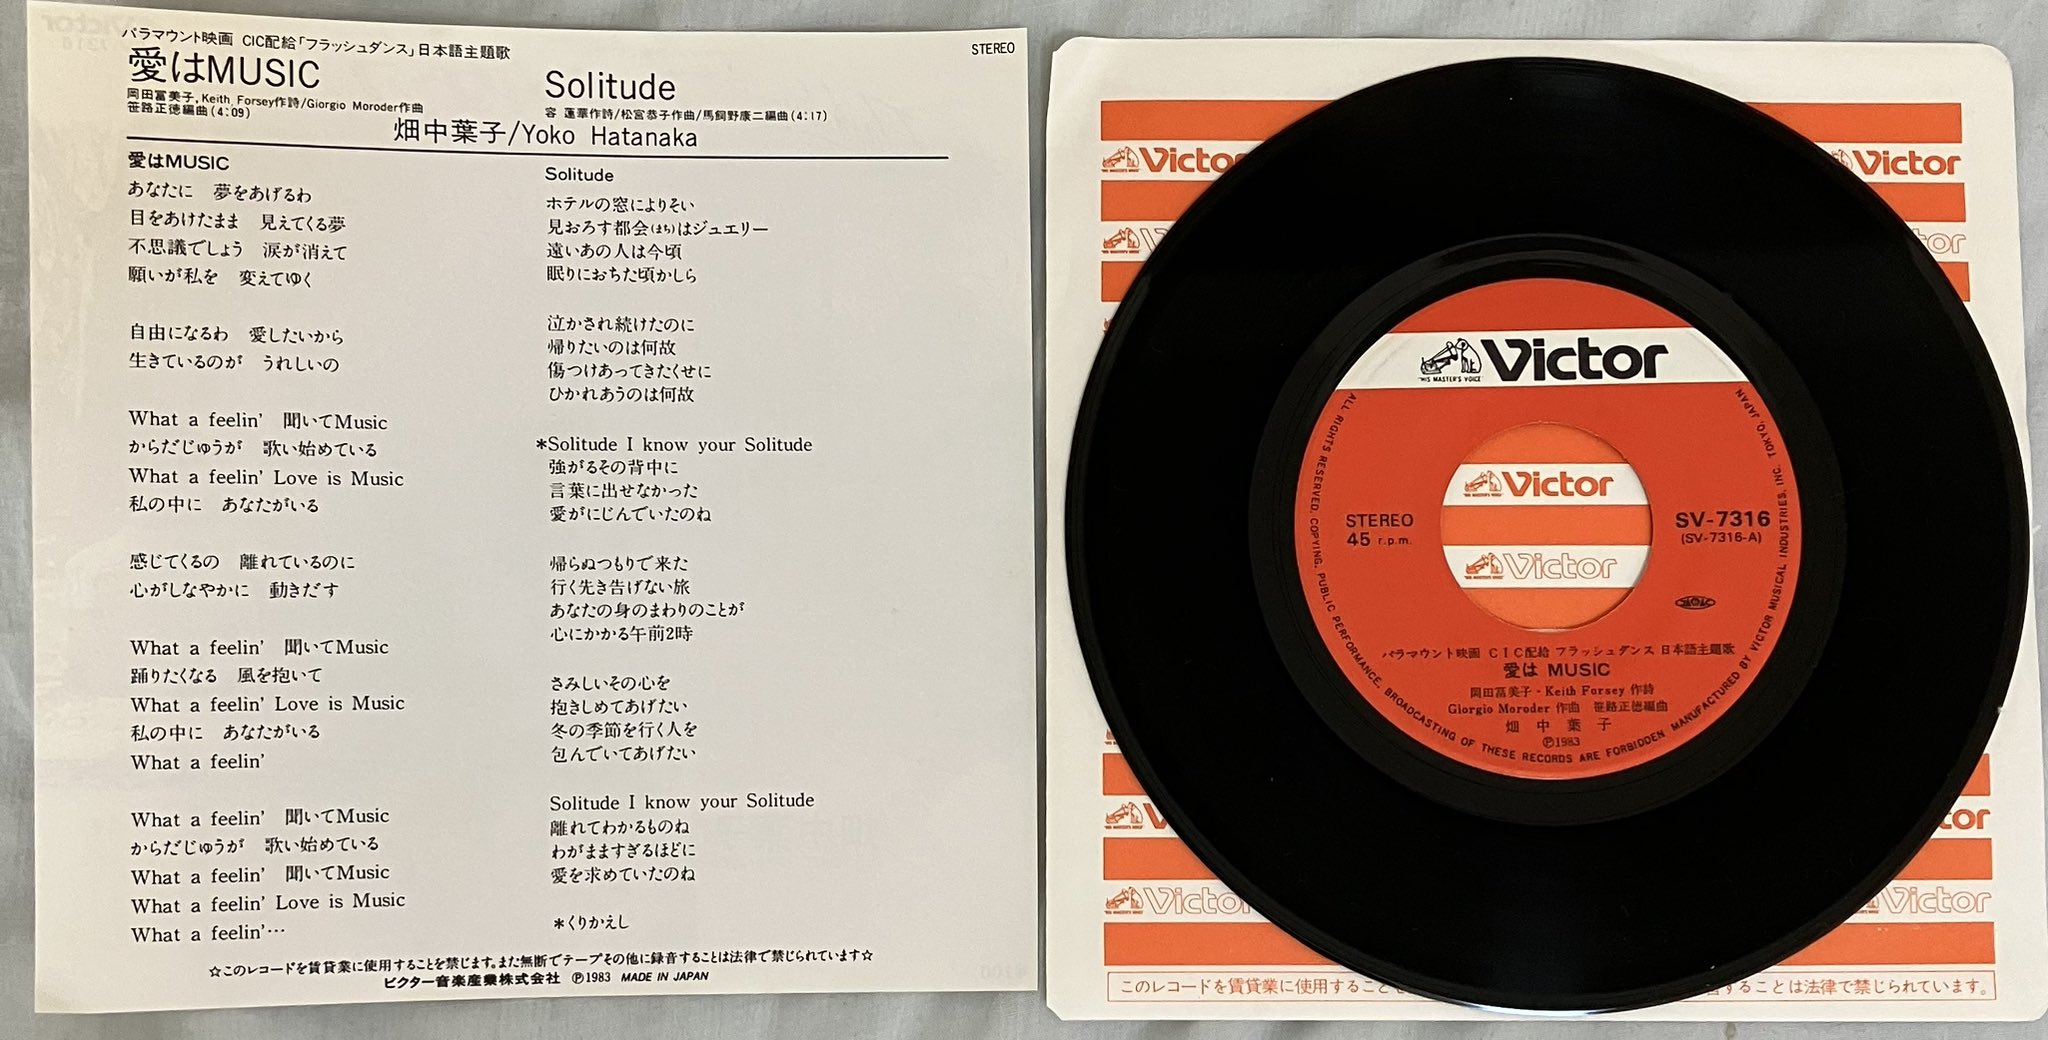 パラマウント映画 CIC配給「フラッシュダンス」日本語主題歌
愛はMUSIC
岡田冨美子, Keith Forsey作詩/Giorgio Moroder作曲
笹路正徳編曲(4:09)
Solitude
容 蓮華作詩/松宮恭子作曲/馬飼野康二編曲(4:17)
STEREO
畑中葉子/Yoko Hatanaka
愛はMUSIC
あなたに 夢をあげるわ
目をあけたまま 見えてくる夢
不思議でしょう 涙が消えて
願いが私を 変えてゆく
自由になるわ 愛したいから
生きているのが うれしいの
What a feelin' 聞いてMusic
からだじゅうが 歌い始めている
What a feelin' Love is Music
私の中に あなたがいる
感じてくるの 離れているのに
心がしなやかに 動きだす
What a feelin' 聞いてMusic
踊りたくなる 風を抱いて
What a feelin' Love is Music
私の中に あなたがいる
What a feelin'
What a feelin' 聞いてMusic
からだじゅうが 歌い始めている
What a feelin' 聞いてMusic
What a feelin' Love is Music
What a feelin'…
Solitude
ホテルの窓によりそい
見おろす都会(まち)はジュエリー
遠いあの人は今頃
眠りにおちた頃かしら
泣かされ続けたのに
帰りたいのは何故
傷つけあってきたくせに
ひかれあうのは何故
*Solitude I know your Solitude
強がるその背中に
言葉に出せなかった
愛がにじんでいたのね
帰らぬつもりで来た
行く先き告げない旅
あなたの身のまわりのことが
心にかかる午前2時
さみしいその心を
抱きしめてあげたい
冬の季節を行く人を
包んでいてあげたい
Solitude I know your Solitude
離れてわかるものね
わがまますぎるほどに
愛を求めていたのね
*くりかえし
☆このレコードを賃貸業に使用することを禁じます。また無断でテープその他に録音することは法律で禁じられています☆
ビクター音楽産業株式会社 ℗1983 MADE IN JAPAN
Victor
Victor
Victor
"HIS MASTER'S VOICE"
Victor
Victor
STEREO
45 r.p.m.
SV-7316
(SV-7316-A)
JASRAC
パラマウント映画 CIC配給 フラッシュダンス 日本語主題歌
愛は MUSIC
岡田冨美子・Keith Forsey 作詩
Giorgio Moroder 作曲 笹路正徳編曲
畑中葉子
℗1983
ALL RIGHTS RESERVED. COPYING, PUBLIC PERFORMANCE, BROADCASTING OF THESE RECORDS ARE FORBIDDEN MANUFACTURED BY VICTOR MUSICAL INDUSTRIES, INC. TOKYO, JAPAN
Victor
Victor
このレコードを賃貸業に使用すること
することは法律で禁じられています。